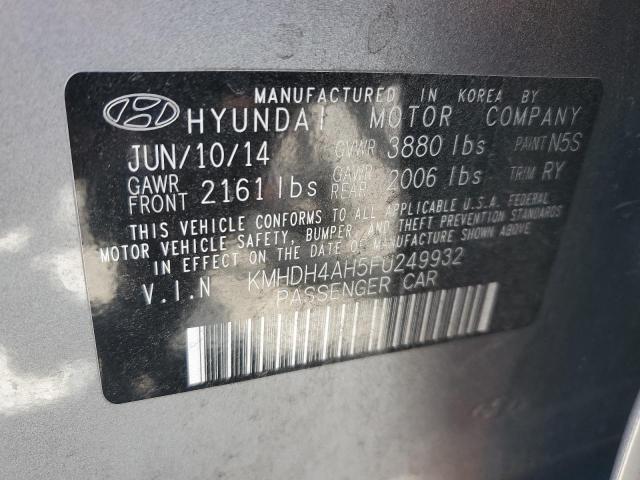 MANUFACTURED IN KOREA BY
HYUNDAI MOTOR COMPANY
JUN/10/14 GVWR 3880 lbs PAINT N5S
GAWR FRONT 2161 lbs GAWR REAR 2006 lbs TRIM RY
THIS VEHICLE CONFORMS TO ALL APPLICABLE U.S.A. FEDERAL
MOTOR VEHICLE SAFETY, BUMPER, AND THEFT PREVENTION STANDARDS
IN EFFECT ON THE DATE OF MANUFACTURE SHOWN ABOVE.
V.I.N KMHDH4AH5FU249932
PASSENGER CAR